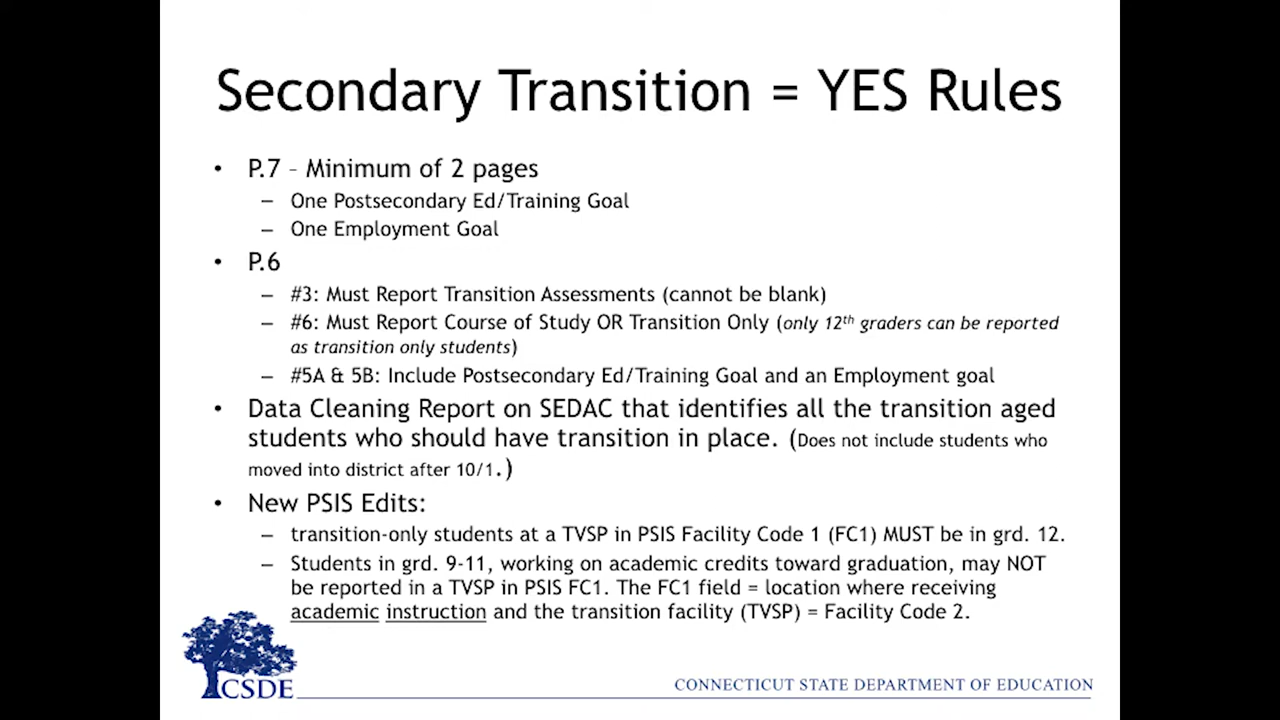 Secondary Transition = YES Rules
• P.7 – Minimum of 2 pages
– One Postsecondary Ed/Training Goal
– One Employment Goal
• P.6
– #3: Must Report Transition Assessments (cannot be blank)
– #6: Must Report Course of Study OR Transition Only (only 12th graders can be reported
as transition only students)
– #5A & 5B: Include Postsecondary Ed/Training Goal and an Employment goal
• Data Cleaning Report on SEDAC that identifies all the transition aged
students who should have transition in place. (Does not include students who
moved into district after 10/1.)
• New PSIS Edits:
– transition-only students at a TVSP in PSIS Facility Code 1 (FC1) MUST be in grd. 12.
– Students in grd. 9-11, working on academic credits toward graduation, may NOT
be reported in a TVSP in PSIS FC1. The FC1 field = location where receiving
academic instruction and the transition facility (TVSP) = Facility Code 2.
CSDE
CONNECTICUT STATE DEPARTMENT OF EDUCATION